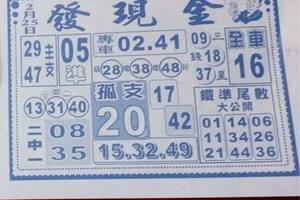 2月25日
發現金
29 主
47 支
05
準
專車 02.41
28 38 48
09 三
錢 18
37 星
全車
16
13 31 40
二中一
08
35
孤支
20
17
42
15.32.49
鐵準尾數
大公開
01 14 06
11 34 26
21 44 36